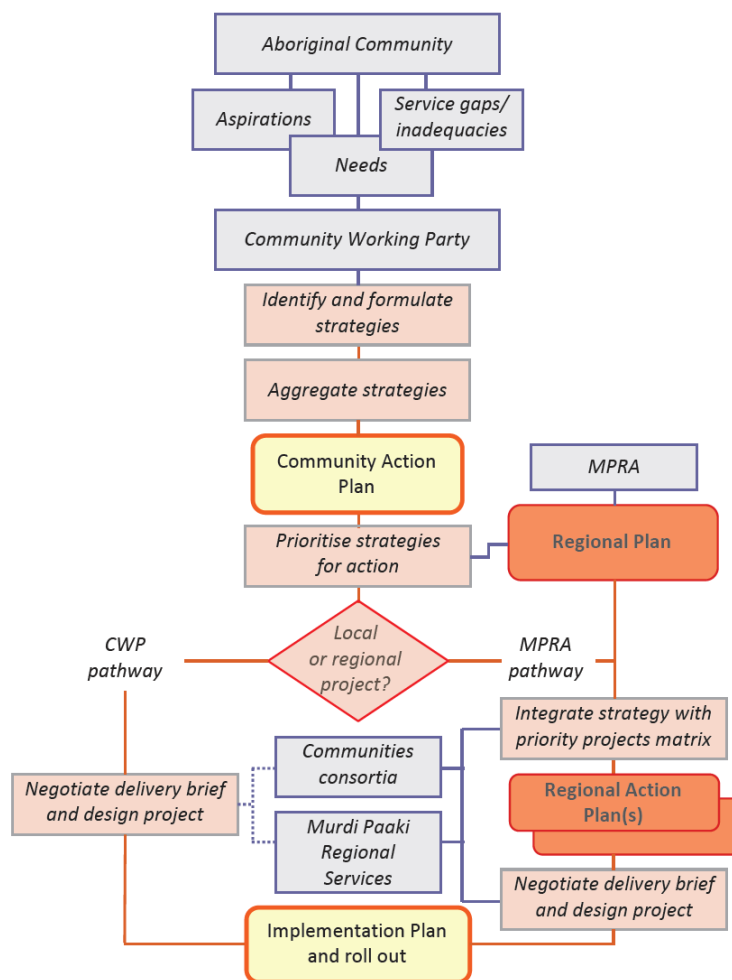 Aboriginal Community
Aspirations
Service gaps/
inadequacies
Needs
Community Working Party
Identify and formulate
strategies
Aggregate strategies
Community Action
Plan
MPRA
Prioritise strategies
for action
Regional Plan
Local
or regional
project?
CWP
pathway
MPRA
pathway
Integrate strategy with
priority projects matrix
Communities
consortia
Negotiate delivery brief
and design project
Regional Action
Plan(s)
Murdi Paaki
Regional
Services
Negotiate delivery brief
and design project
Implementation Plan
and roll out